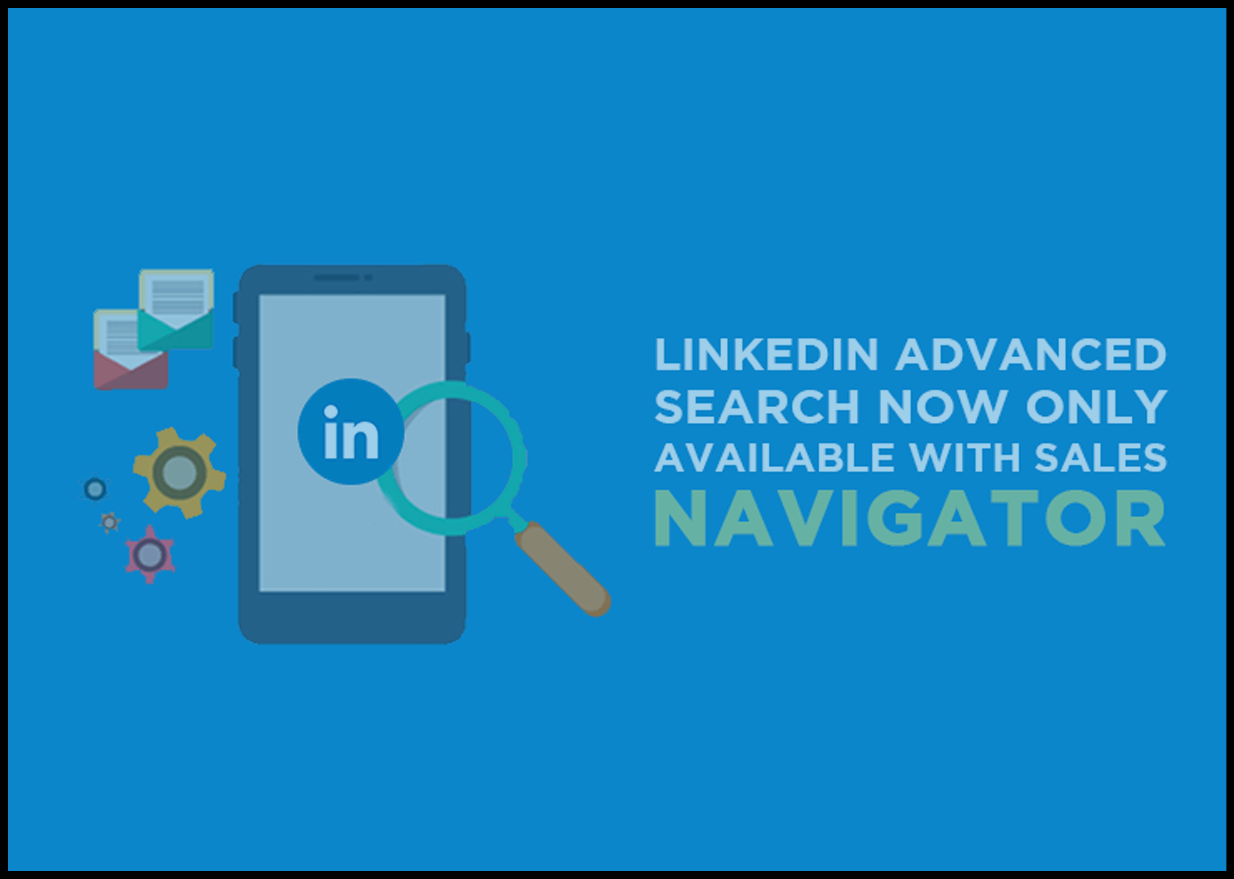 in
LINKEDIN ADVANCED
SEARCH NOW ONLY
AVAILABLE WITH SALES
NAVIGATOR